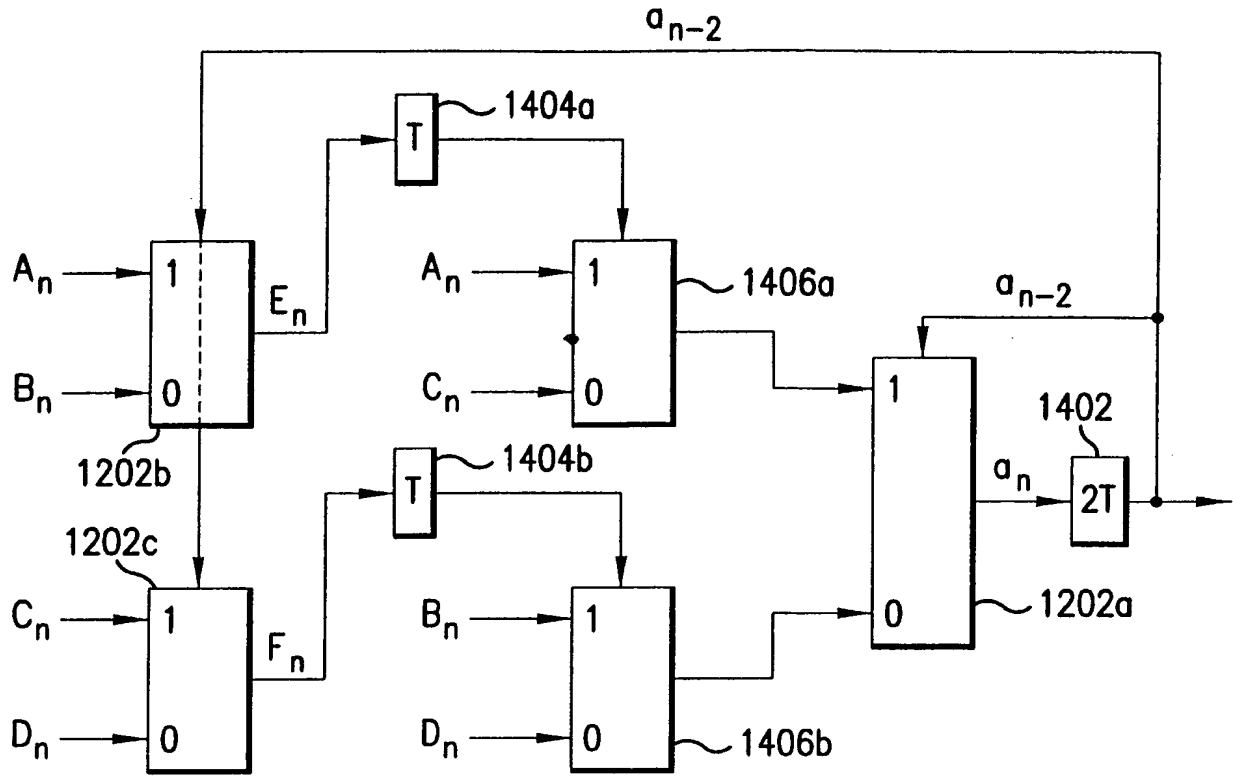 a_{n-2}
1404a
T
A_n
1
E_n
B_n
0
1202b
A_n
1
C_n
0
1406a
a_{n-2}
1
0
1402
a_n
2T
1202a
1404b
T
1202c
C_n
1
F_n
D_n
0
B_n
1
D_n
0
1406b